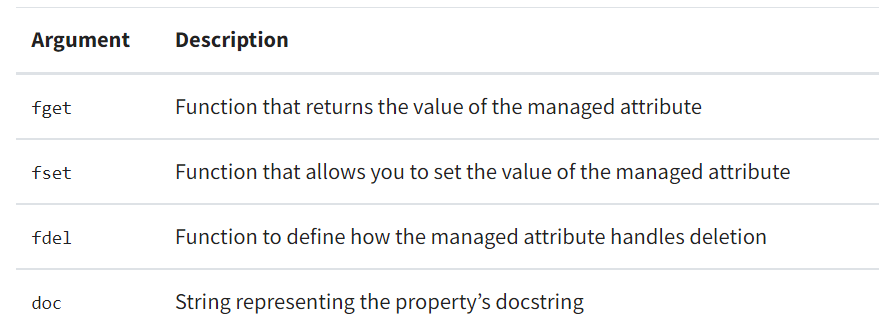 Argument Description
fget Function that returns the value of the managed attribute
fset Function that allows you to set the value of the managed attribute
fdel Function to define how the managed attribute handles deletion
doc String representing the property’s docstring